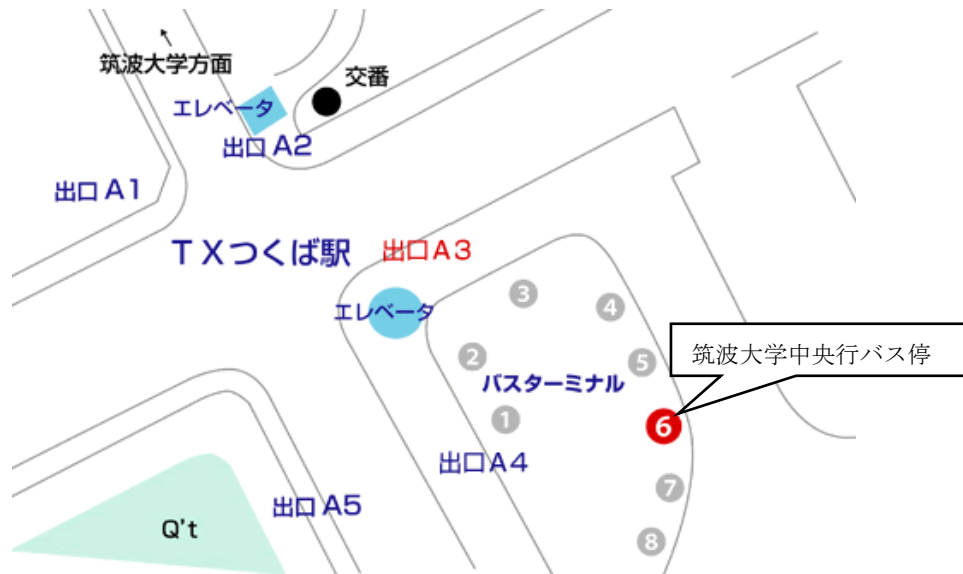 ↑
筑波大学方面
交番
エレベータ
出口 A2
出口 A1
TXつくば駅
出口A3
エレベータ
3
4
筑波大学中央行バス停
2
5
バスターミナル
1
6
出口 A4
7
出口 A5
Q't
8